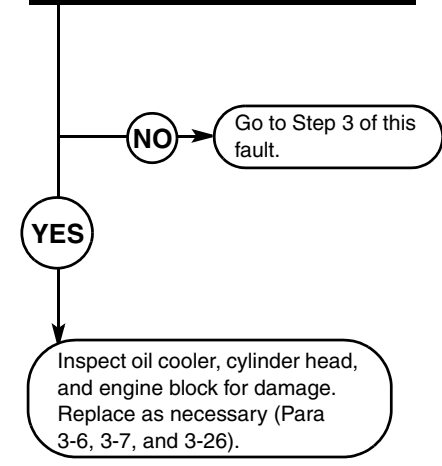 NO
Go to Step 3 of this
fault.
YES
Inspect oil cooler, cylinder head,
and engine block for damage.
Replace as necessary (Para
3-6, 3-7, and 3-26).